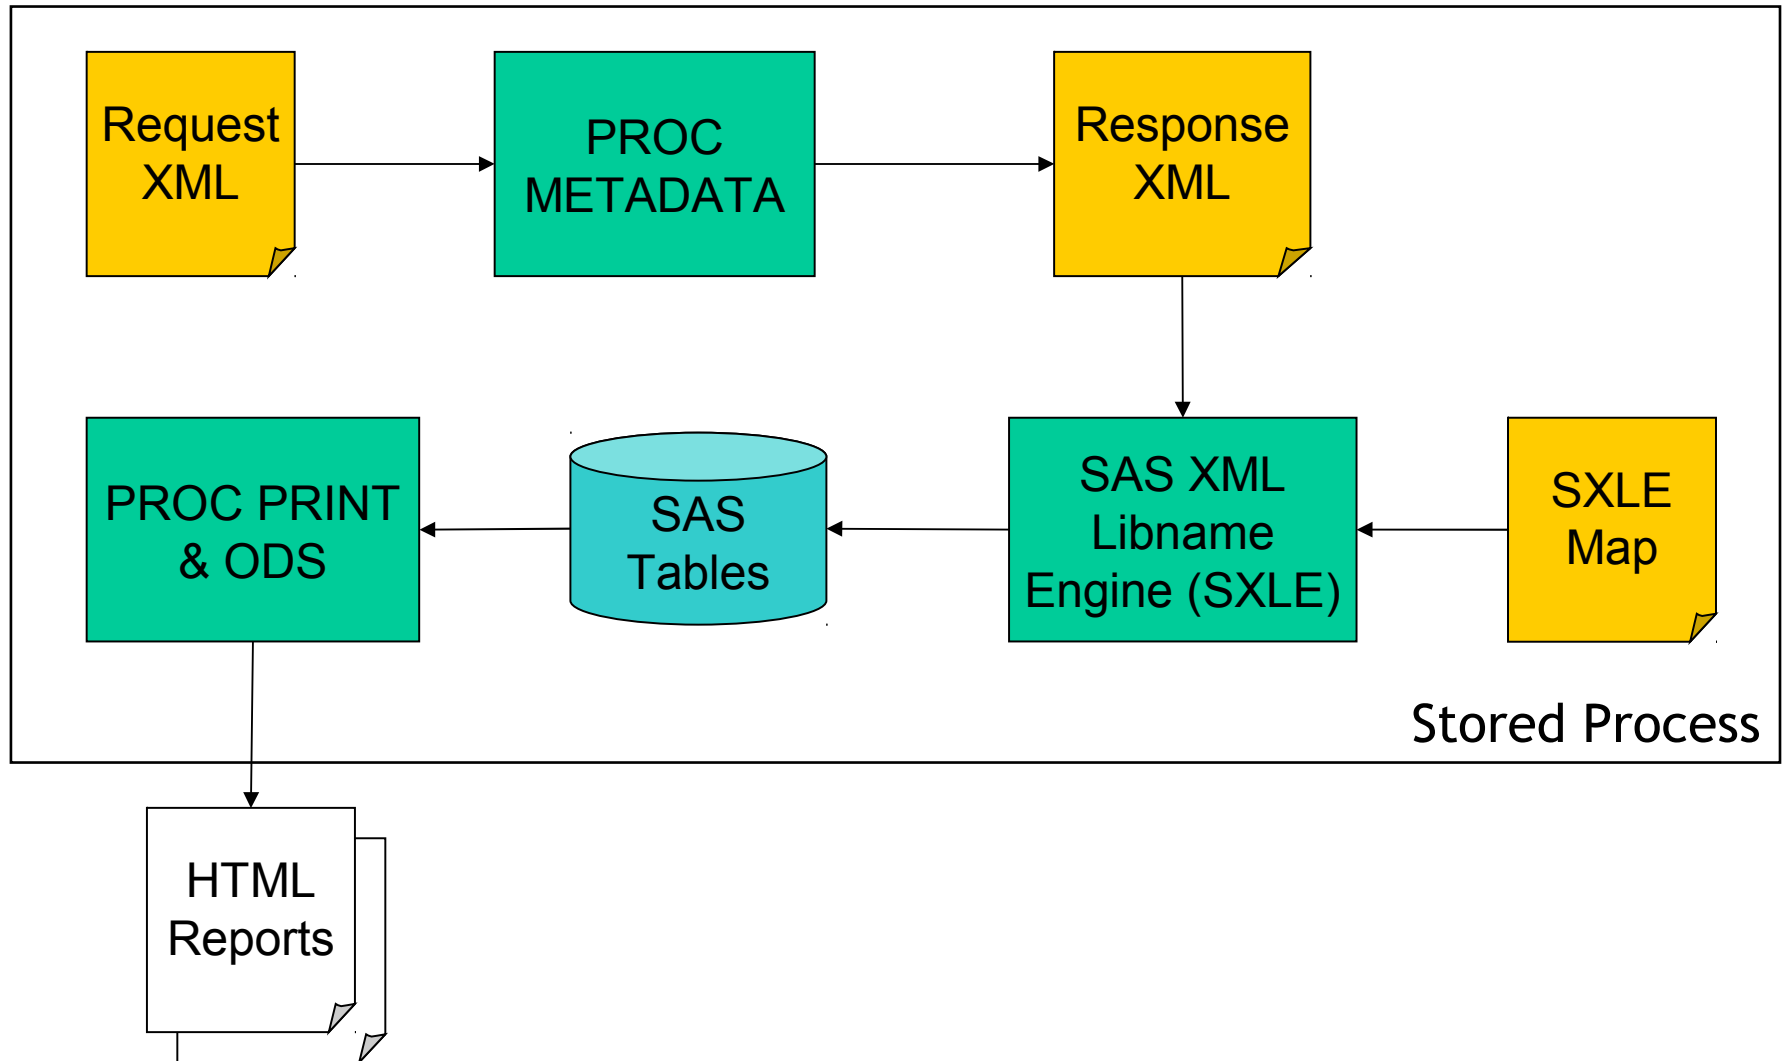 Request
XML
PROC
METADATA
Response
XML
PROC PRINT
& ODS
SAS
Tables
SAS XML
Libname
Engine (SXLE)
SXLE
Map
Stored Process
HTML
Reports